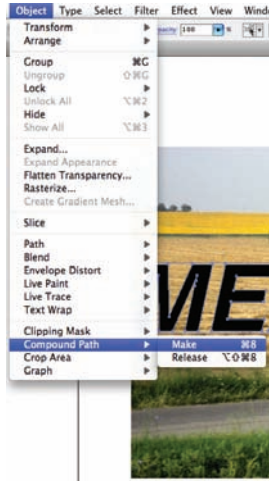 Object Type Select Filter Effect View
Transform
Arrange
Group ⌘G
Ungroup ⇧⌘G
Lock
Unlock All ⌥⌘2
Hide
Show All ⌥⌘3
Expand...
Expand Appearance
Flatten Transparency...
Rasterize...
Create Gradient Mesh...
Slice
Path
Blend
Envelope Distort
Live Paint
Live Trace
Text Wrap
Clipping Mask
Compound Path
Make ⌘8
Release ⌥⇧⌘8
Crop Area
Graph
100 %
ME